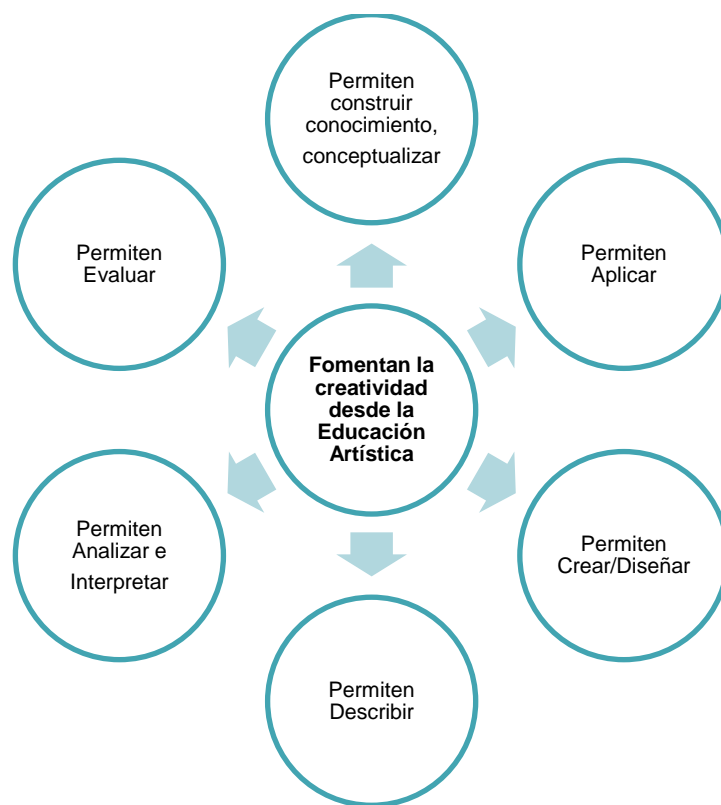 Permiten
construir
conocimiento,
conceptualizar
Permiten
Evaluar
Permiten
Aplicar
Fomentan la
creatividad
desde la
Educación
Artística
Permiten
Analizar e
Interpretar
Permiten
Crear/Diseñar
Permiten
Describir